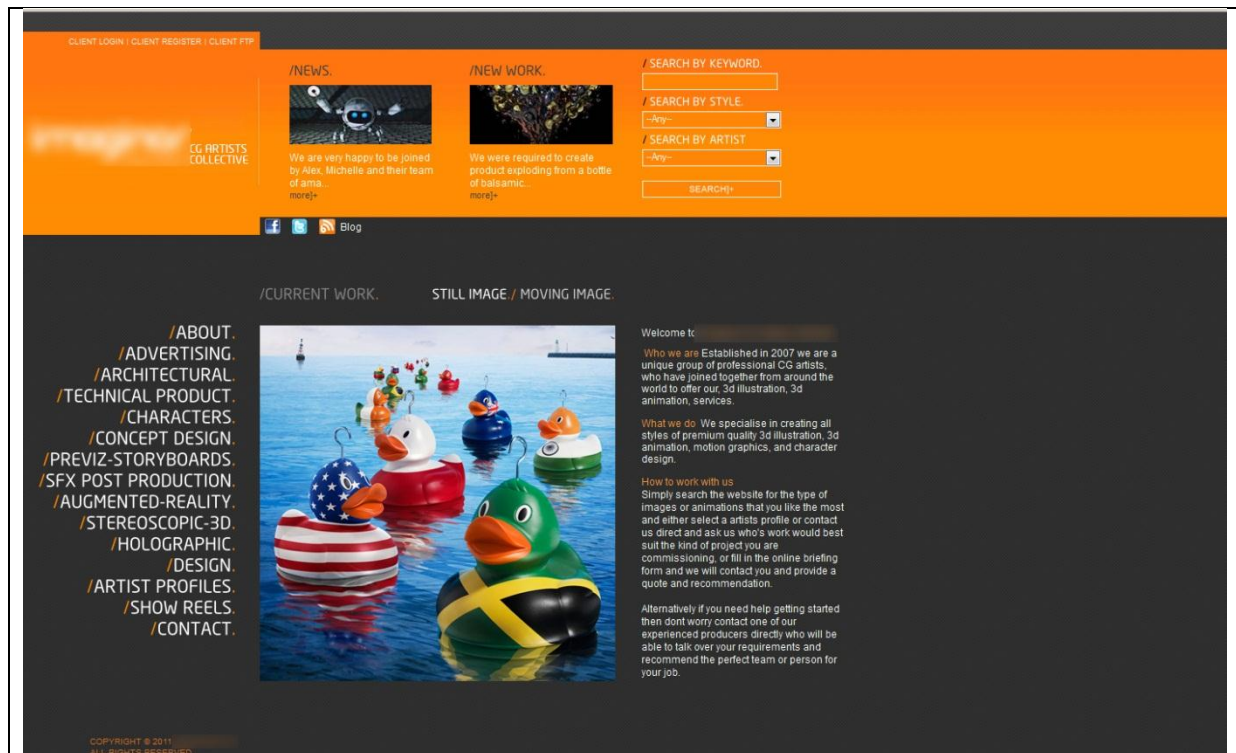 CLIENT LOGIN | CLIENT REGISTER | CLIENT FTP
CG ARTISTS
COLLECTIVE
/NEWS.
We are very happy to be joined
by Alex, Michelle and their team
of ama...
more]+
/NEW WORK.
We were required to create
product exploding from a bottle
of balsamic...
more]+
/ SEARCH BY KEYWORD.
/ SEARCH BY STYLE.
--Any--
/ SEARCH BY ARTIST
--Any--
SEARCH]+
Blog
/CURRENT WORK.
STILL IMAGE./ MOVING IMAGE.
/ABOUT.
/ADVERTISING.
/ARCHITECTURAL.
/TECHNICAL PRODUCT.
/CHARACTERS.
/CONCEPT DESIGN.
/PREVIZ-STORYBOARDS.
/SFX POST PRODUCTION.
/AUGMENTED-REALITY.
/STEREOSCOPIC-3D.
/HOLOGRAPHIC.
/DESIGN.
/ARTIST PROFILES.
/SHOW REELS.
/CONTACT.
Welcome to
Who we are Established in 2007 we are a
unique group of professional CG artists,
who have joined together from around the
world to offer our, 3d illustration, 3d
animation, services.
What we do We specialise in creating all
styles of premium quality 3d illustration, 3d
animation, motion graphics, and character
design.
How to work with us
Simply search the website for the type of
images or animations that you like the most
and either select a artists profile or contact
us direct and ask us who's work would best
suit the kind of project you are
commissioning, or fill in the online briefing
form and we will contact you and provide a
quote and recommendation.
Alternatively if you need help getting started
then dont worry contact one of our
experienced producers directly who will be
able to talk over your requirements and
recommend the perfect team or person for
your job.
COPYRIGHT © 2011
ALL RIGHTS RESERVED